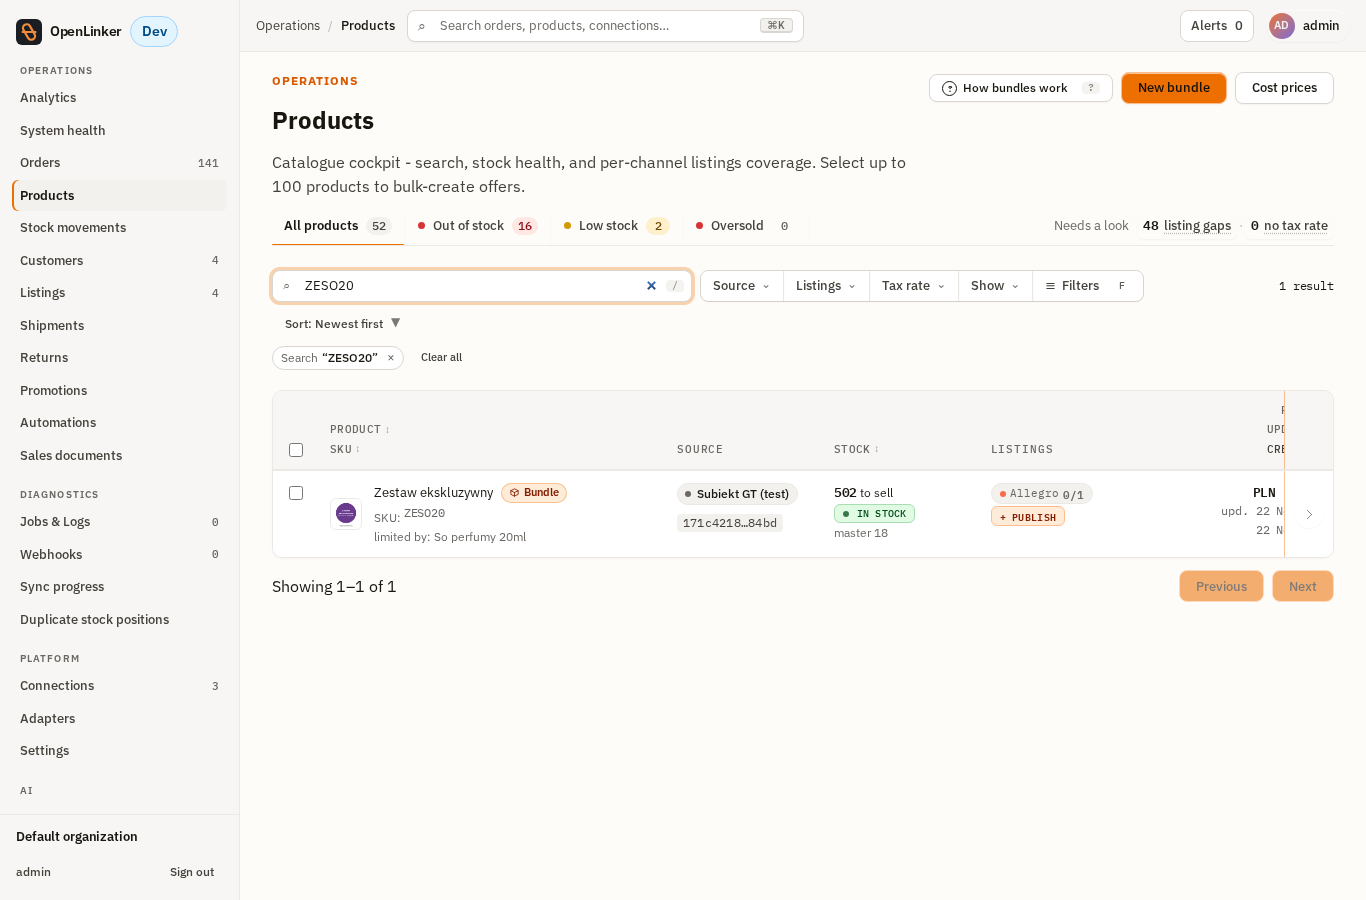 OpenLinker Dev
OPERATIONS
Analytics
System health
Orders 141
Products
Stock movements
Customers 4
Listings 4
Shipments
Returns
Promotions
Automations
Sales documents
DIAGNOSTICS
Jobs & Logs 0
Webhooks 0
Sync progress
Duplicate stock positions
PLATFORM
Connections 3
Adapters
Settings
AI
Default organization
admin Sign out
Operations / Products
Search orders, products, connections... ⌘K
Alerts 0
AD admin
OPERATIONS
How bundles work ?
New bundle
Cost prices
Products
Catalogue cockpit - search, stock health, and per-channel listings coverage. Select up to
100 products to bulk-create offers.
All products 52
Out of stock 16
Low stock 2
Oversold 0
Needs a look 48 listing gaps · 0 no tax rate
ZESO20 × /
Source
Listings
Tax rate
Show
Filters F
1 result
Sort: Newest first ▼
Search “ZESO20” ×
Clear all
PRODUCT ↕
SKU ↕
SOURCE
STOCK ↕
LISTINGS
UPD
CRE
Zestaw ekskluzywny Bundle
SKU: ZESO20
limited by: So perfumy 20ml
Subiekt GT (test)
171c4218…84bd
502 to sell
IN STOCK
master 18
Allegro 0/1
+ PUBLISH
PLN
upd. 22 N
22 N
Showing 1–1 of 1
Previous
Next